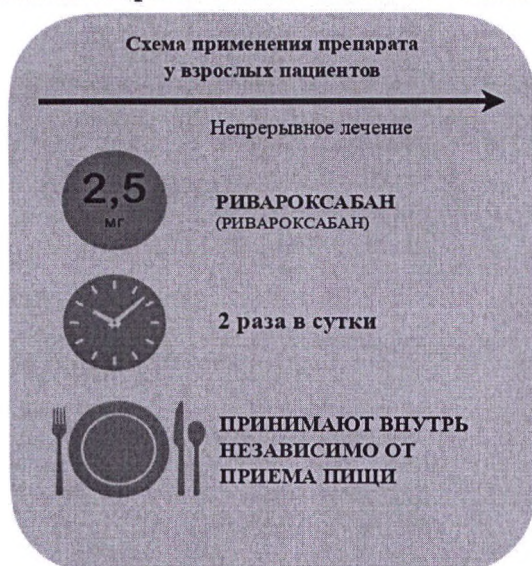 Схема применения препарата
у взрослых пациентов
Непрерывное лечение
2,5
мг
РИВАРОКСАБАН
(РИВАРОКСАБАН)
2 раза в сутки
ПРИНИМАЮТ ВНУТРЬ
НЕЗАВИСИМО ОТ
ПРИЕМА ПИЩИ